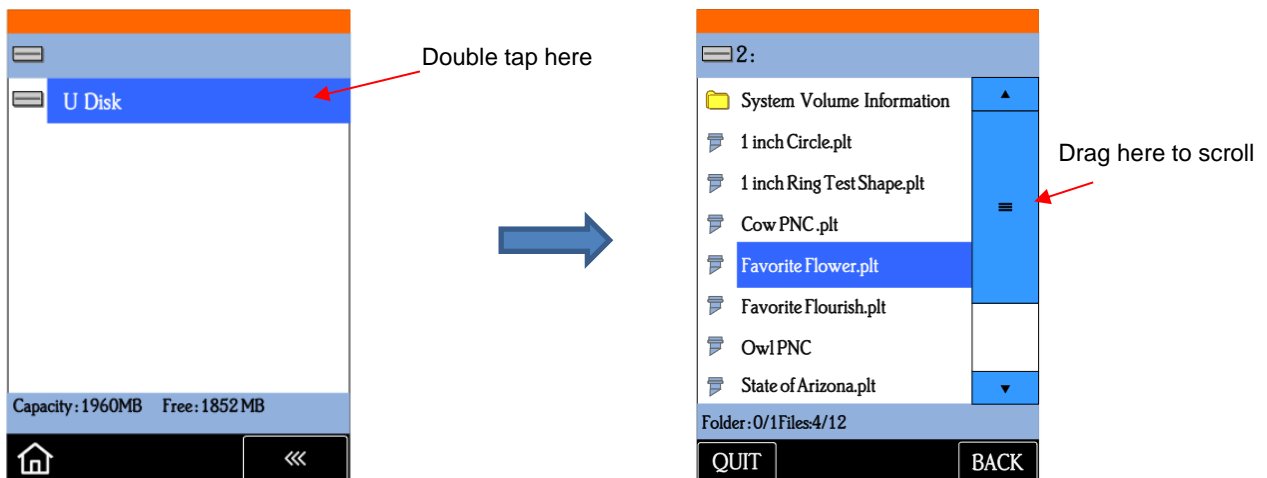 Double tap here
U Disk
Capacity: 1960MB Free: 1852 MB
2:
System Volume Information
1 inch Circle.plt
1 inch Ring Test Shape.plt
Cow PNC .plt
Favorite Flower.plt
Favorite Flourish.plt
Owl PNC
State of Arizona.plt
Folder: 0/1Files:4/12
QUIT BACK
Drag here to scroll